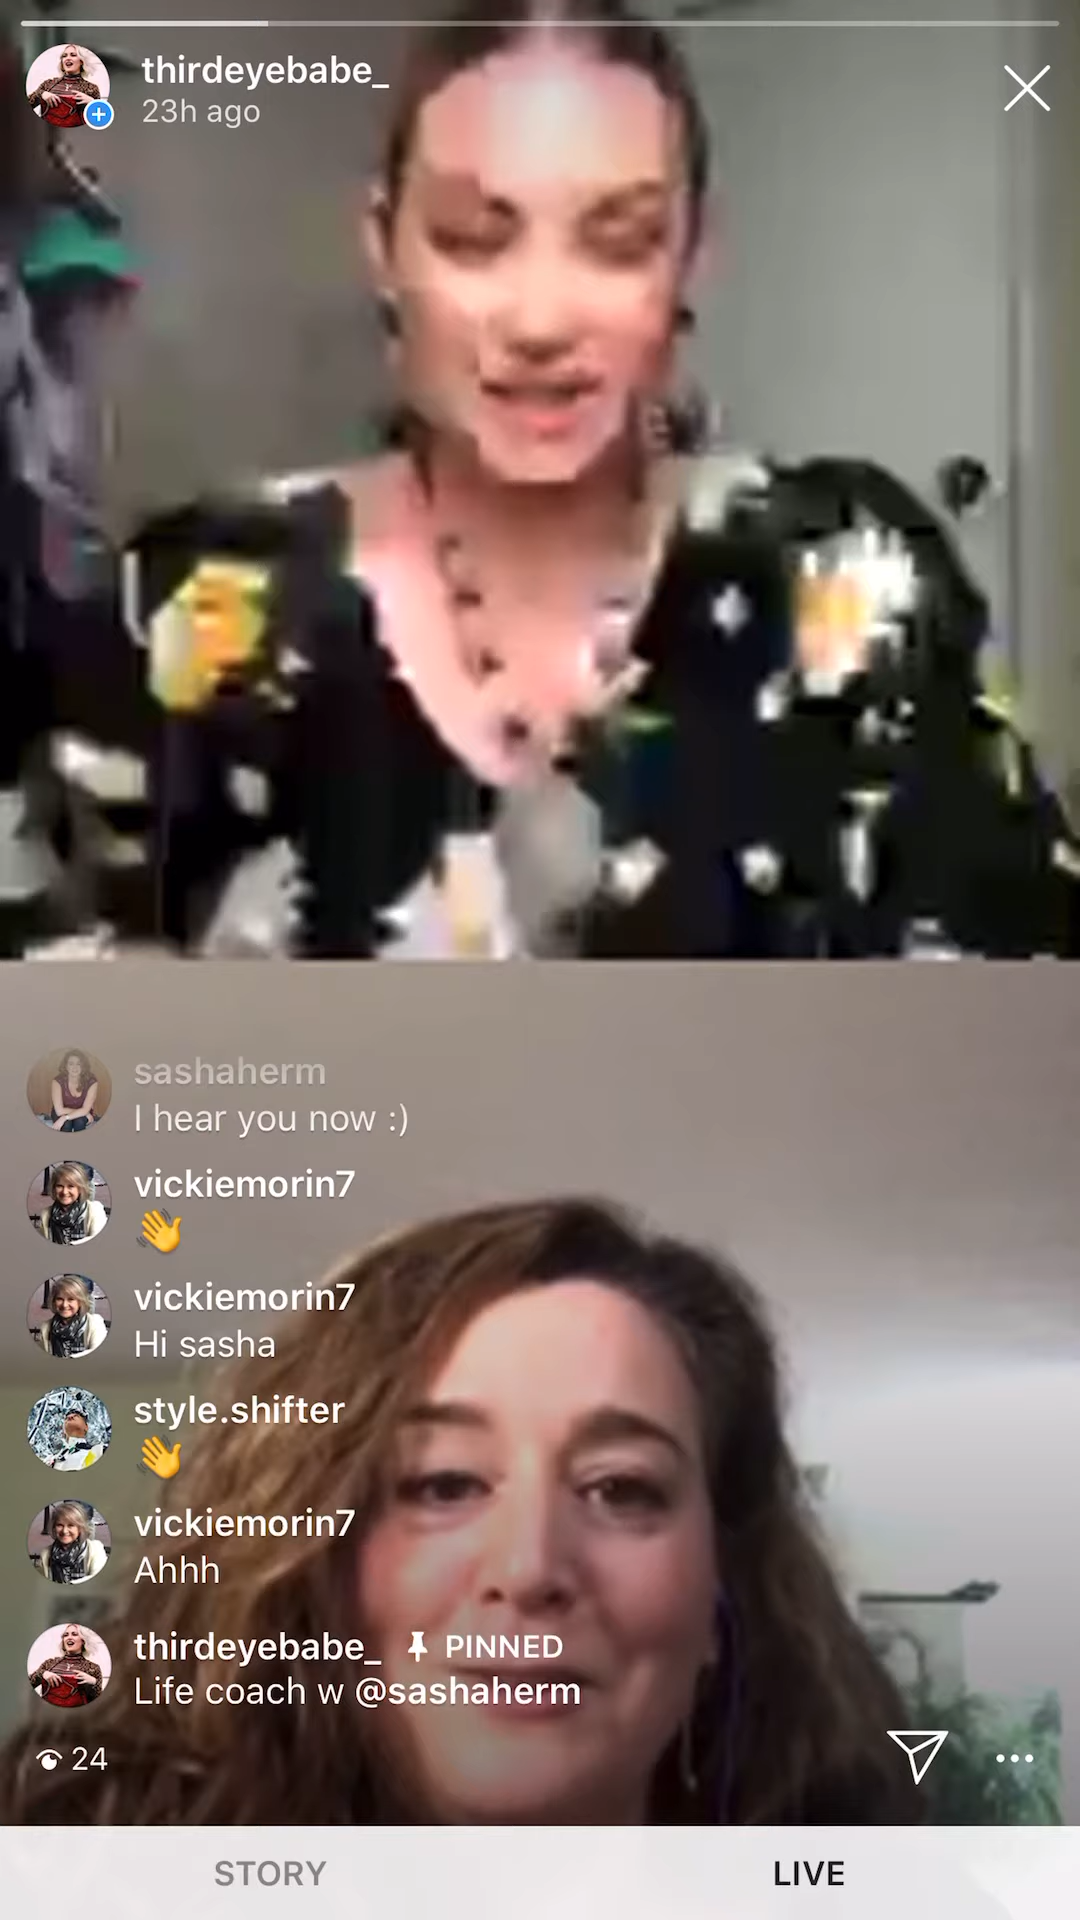 thirdeyebabe_
23h ago
sashaherm
I hear you now :)
vickiemorin7
👋
vickiemorin7
Hi sasha
style.shifter
👋
vickiemorin7
Ahhh
thirdeyebabe_ PINNED
Life coach w @sashaherm
24
STORY LIVE